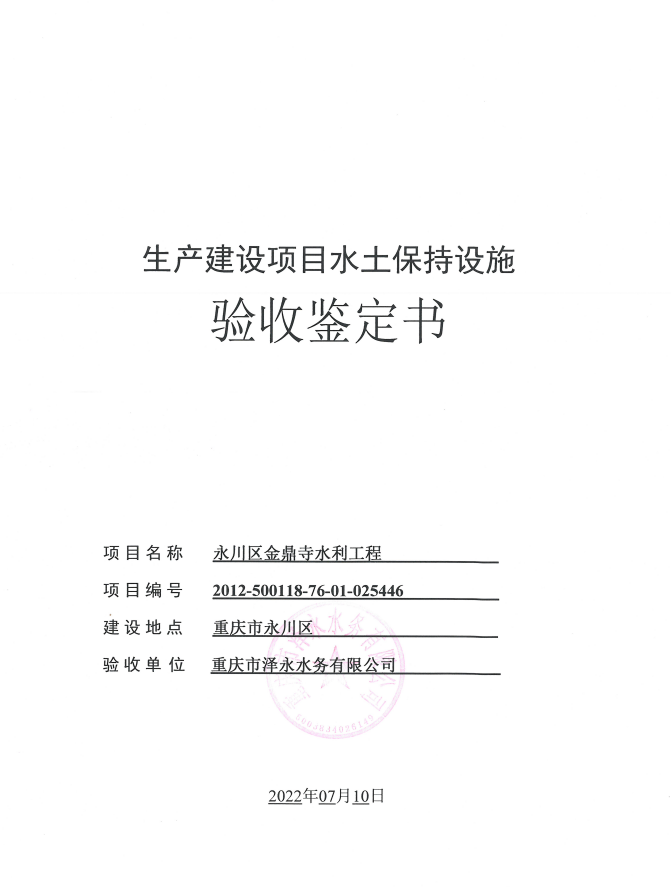 生产建设项目水土保持设施
验收鉴定书
项目名称 永川区金鼎寺水利工程
项目编号 2012-500118-76-01-025446
建设地点 重庆市永川区
验收单位 重庆市泽永水务有限公司
2022年07月10日